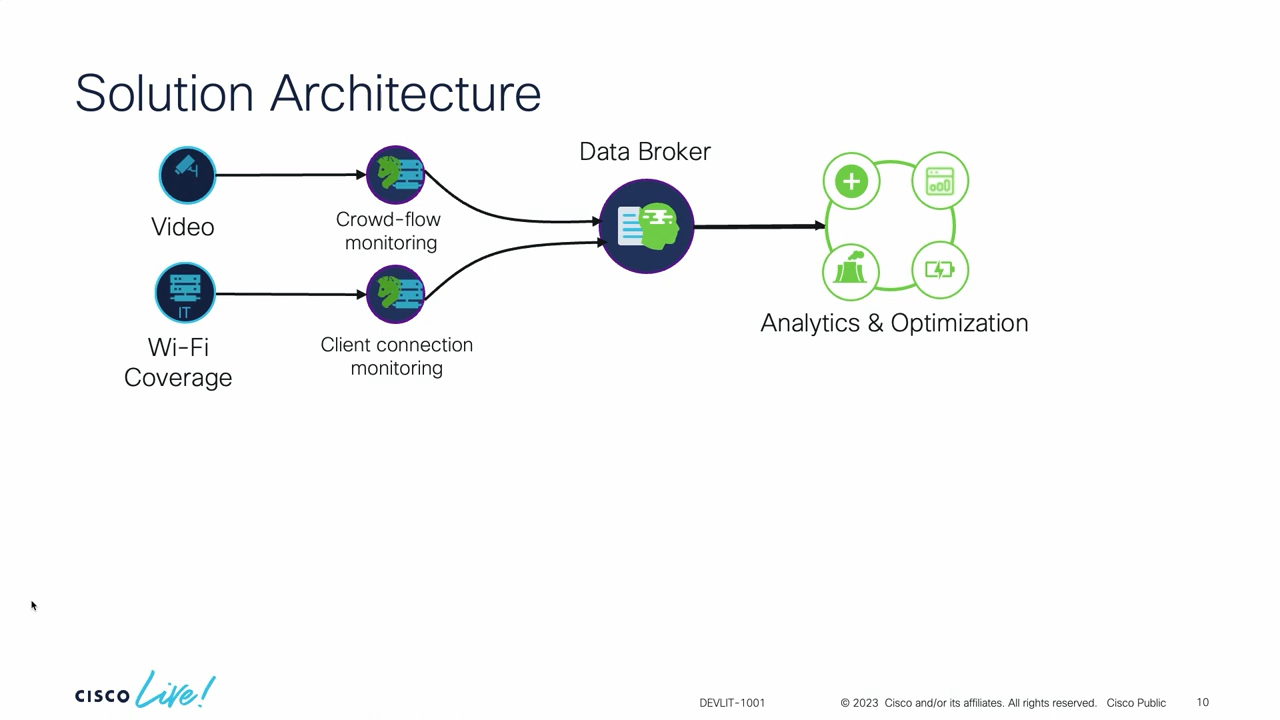 Solution Architecture
Data Broker
Video
Crowd-flow
monitoring
IT
Wi-Fi
Coverage
Client connection
monitoring
Analytics & Optimization
CISCO Live!
DEVLIT-1001
© 2023 Cisco and/or its affiliates. All rights reserved. Cisco Public
10